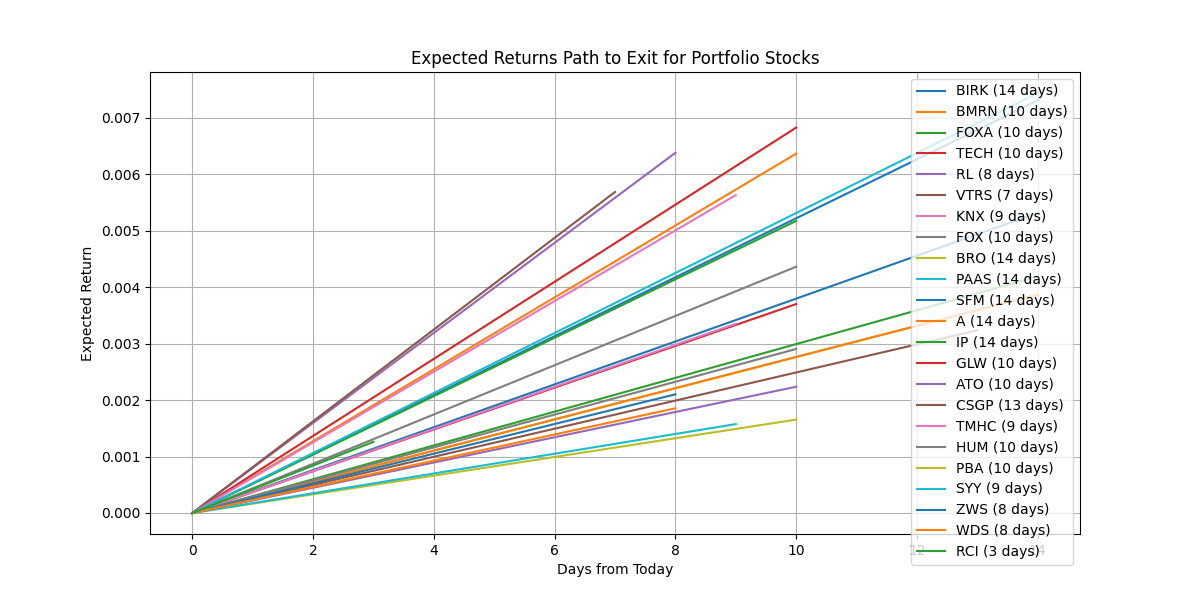 Expected Returns Path to Exit for Portfolio Stocks
Expected Return
0.007
0.006
0.005
0.004
0.003
0.002
0.001
0.000
BIRK (14 days)
BMRN (10 days)
FOXA (10 days)
TECH (10 days)
RL (8 days)
VTRS (7 days)
KNX (9 days)
FOX (10 days)
BRO (14 days)
PAAS (14 days)
SFM (14 days)
A (14 days)
IP (14 days)
GLW (10 days)
ATO (10 days)
CSGP (13 days)
TMHC (9 days)
HUM (10 days)
PBA (10 days)
SYY (9 days)
ZWS (8 days)
WDS (8 days)
RCI (3 days)
0 2 4 6 8 10 12 14
Days from Today